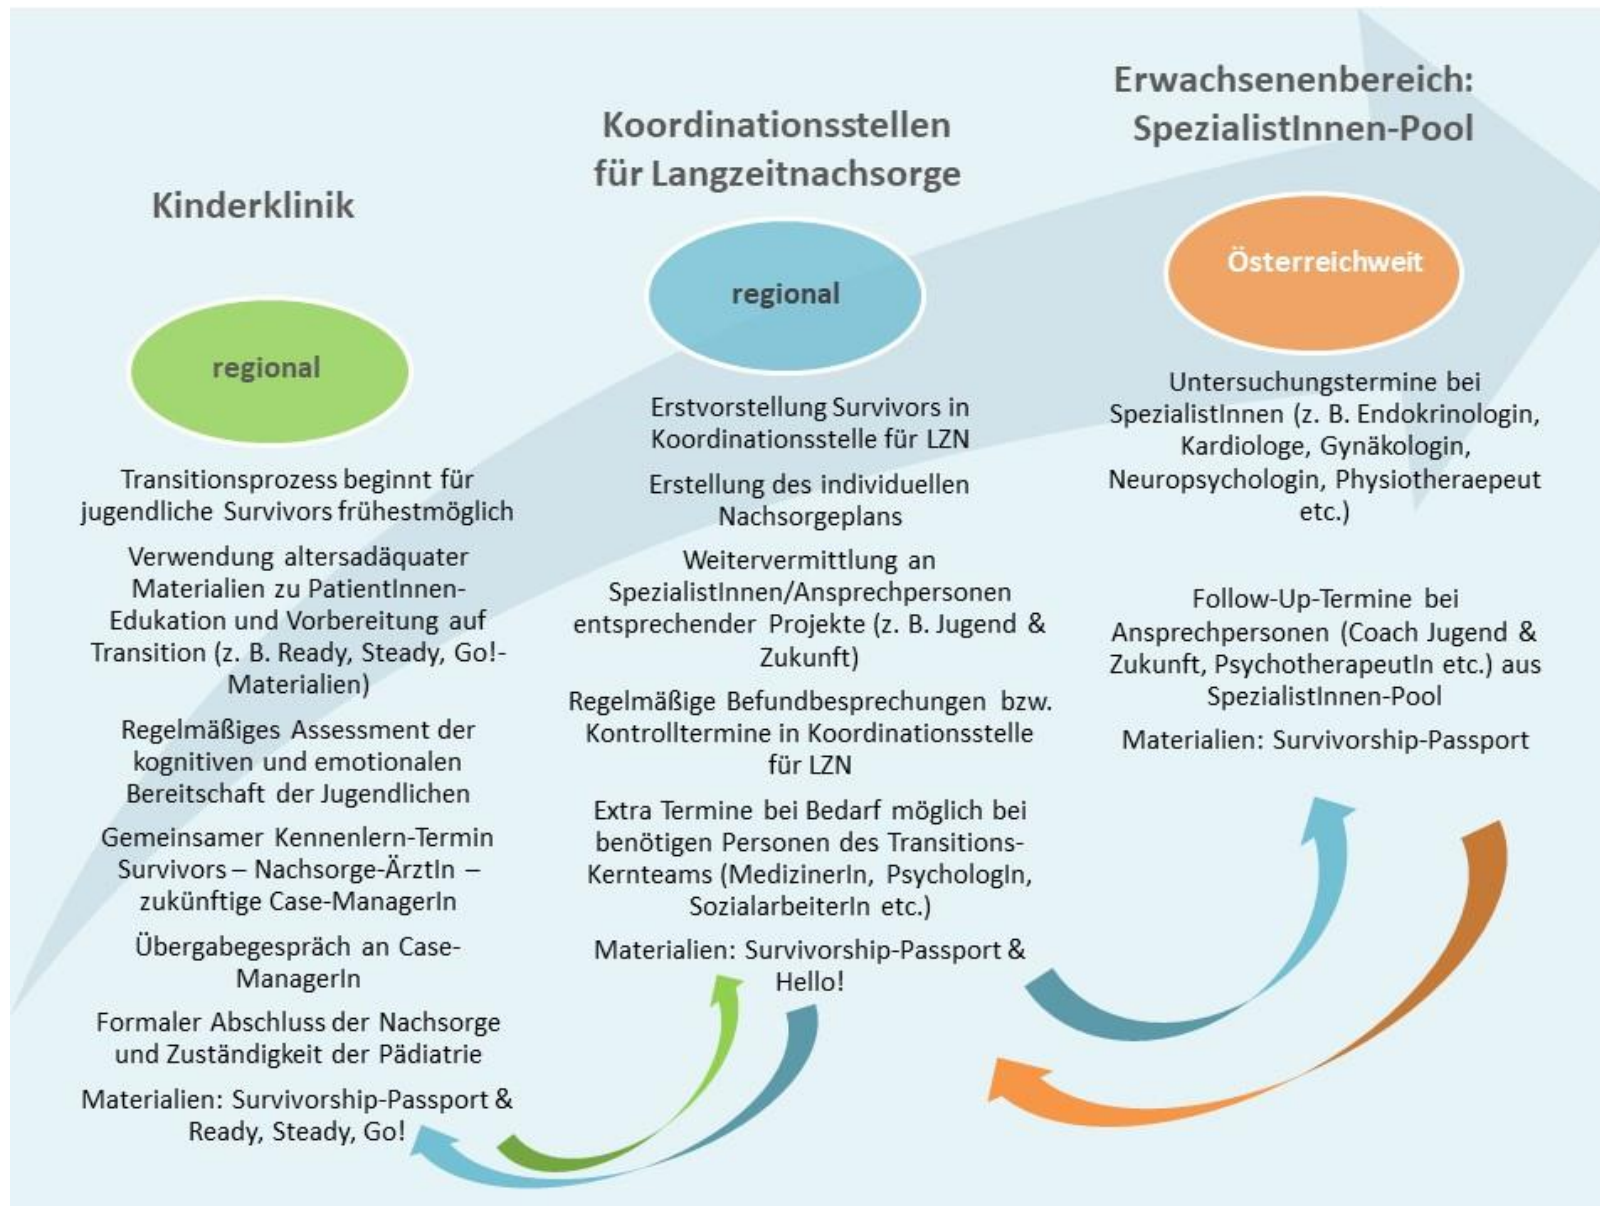 Kinderklinik
regional
Transitionsprozess beginnt für
jugendliche Survivors frühestmöglich
Verwendung altersadäquater
Materialien zu PatientInnen-
Edukation und Vorbereitung auf
Transition (z. B. Ready, Steady, Go!-
Materialien)
Regelmäßiges Assessment der
kognitiven und emotionalen
Bereitschaft der Jugendlichen
Gemeinsamer Kennenlern-Termin
Survivors – Nachsorge-ÄrztIn –
zukünftige Case-ManagerIn
Übergabegespräch an Case-
ManagerIn
Formaler Abschluss der Nachsorge
und Zuständigkeit der Pädiatrie
Materialien: Survivorship-Passport &
Ready, Steady, Go!
Koordinationsstellen
für Langzeitnachsorge
regional
Erstvorstellung Survivors in
Koordinationsstelle für LZN
Erstellung des individuellen
Nachsorgeplans
Weitervermittlung an
SpezialistInnen/Ansprechpersonen
entsprechender Projekte (z. B. Jugend &
Zukunft)
Regelmäßige Befundbesprechungen bzw.
Kontrolltermine in Koordinationsstelle
für LZN
Extra Termine bei Bedarf möglich bei
benötigen Personen des Transitions-
Kernteams (MedizinerIn, PsychologIn,
SozialarbeiterIn etc.)
Materialien: Survivorship-Passport &
Hello!
Erwachsenenbereich:
SpezialistInnen-Pool
Österreichweit
Untersuchungstermine bei
SpezialistInnen (z. B. Endokrinologin,
Kardiologe, Gynäkologin,
Neuropsychologin, Physiotheraepeut
etc.)
Follow-Up-Termine bei
Ansprechpersonen (Coach Jugend &
Zukunft, PsychotherapeutIn etc.) aus
SpezialistInnen-Pool
Materialien: Survivorship-Passport